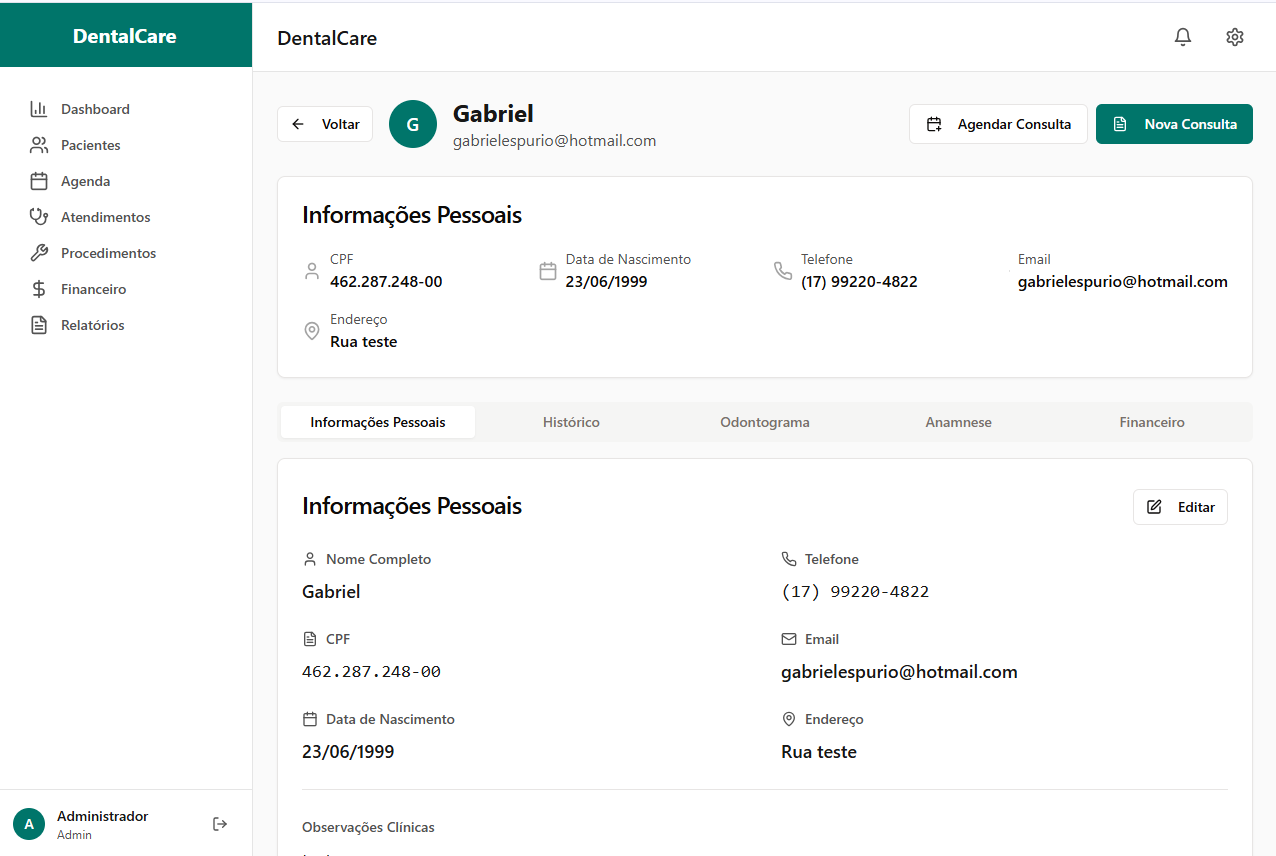 DentalCare
DentalCare
Dashboard
Pacientes
Agenda
Atendimentos
Procedimentos
Financeiro
Relatórios
Administrador
Admin
A
Voltar
G
Gabriel
gabrielespurio@hotmail.com
Agendar Consulta
Nova Consulta
Informações Pessoais
CPF
462.287.248-00
Data de Nascimento
23/06/1999
Telefone
(17) 99220-4822
Email
gabrielespurio@hotmail.com
Endereço
Rua teste
Informações Pessoais
Histórico
Odontograma
Anamnese
Financeiro
Informações Pessoais
Editar
Nome Completo
Gabriel
Telefone
(17) 99220-4822
CPF
462.287.248-00
Email
gabrielespurio@hotmail.com
Data de Nascimento
23/06/1999
Endereço
Rua teste
Observações Clínicas